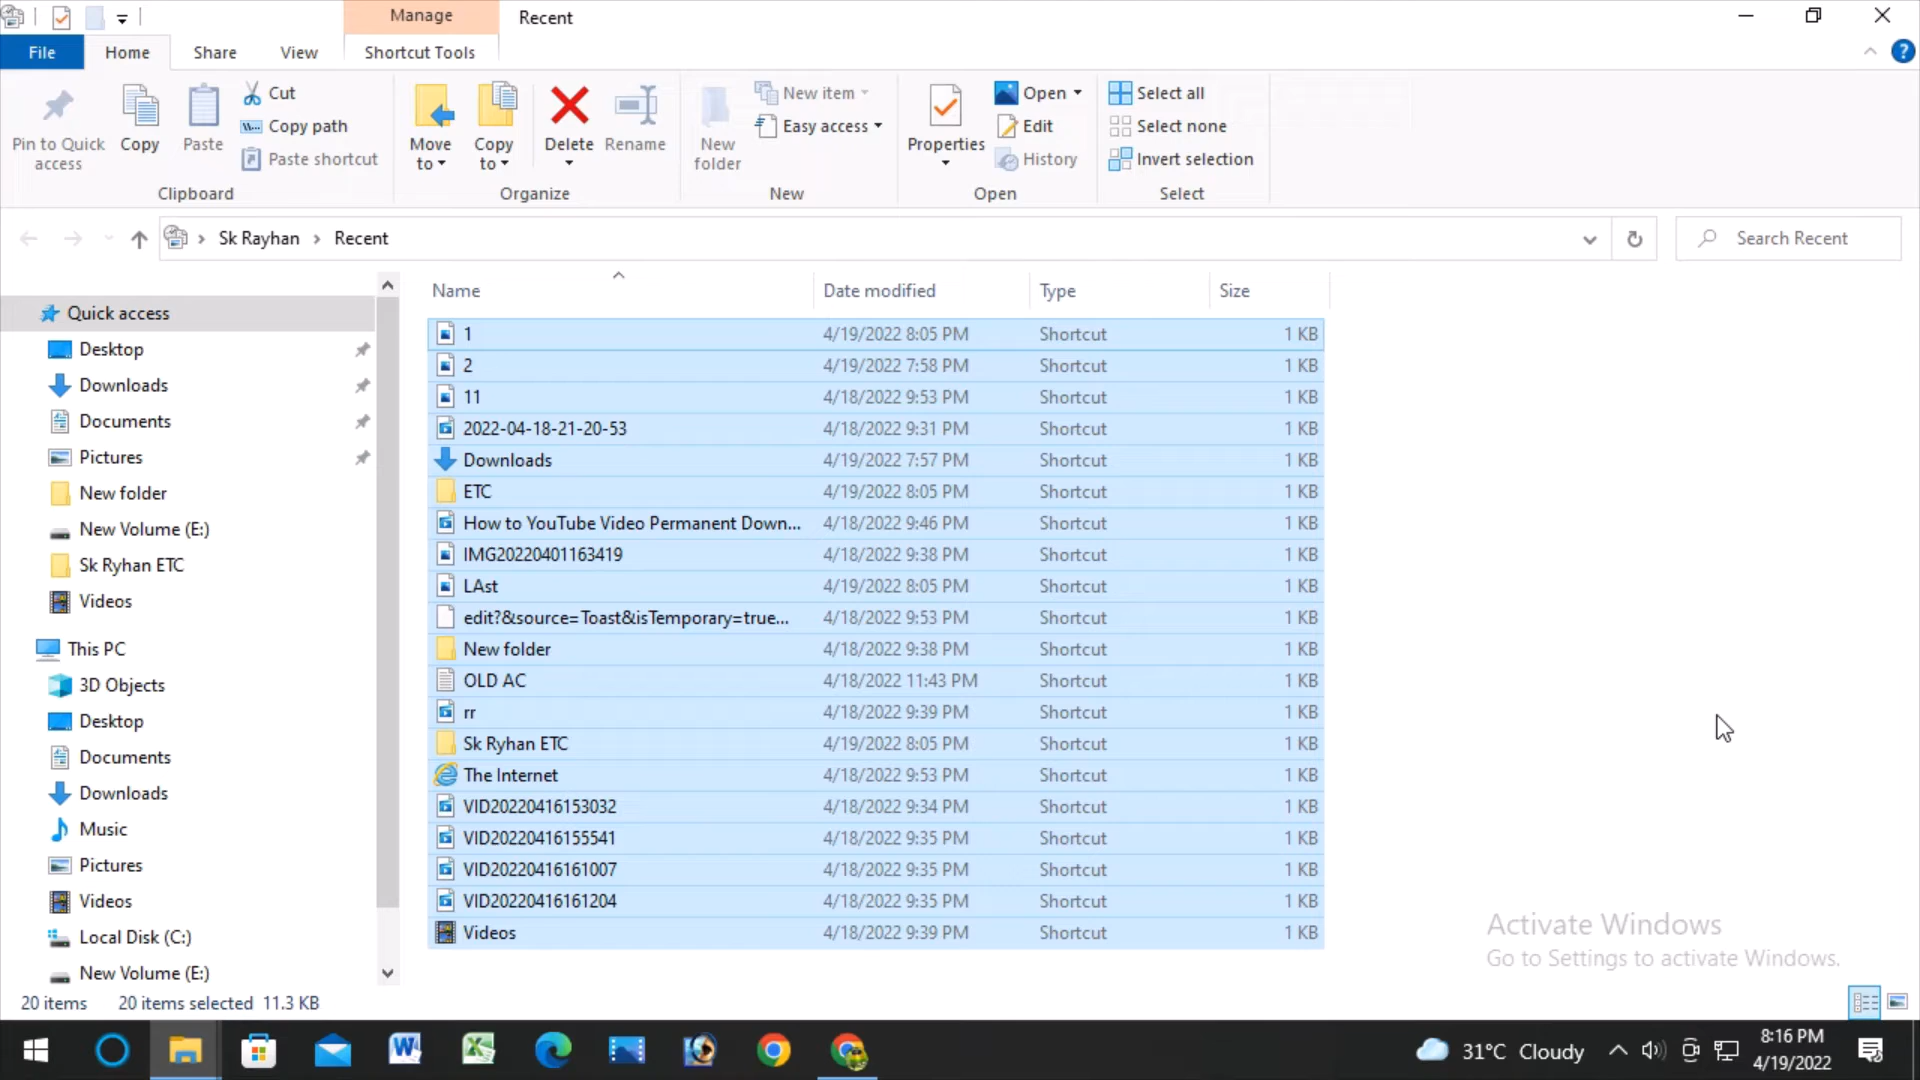 Manage
Recent
File
Home
Share
View
Shortcut Tools
Pin to Quick access
Copy
Paste
Cut
Copy path
Paste shortcut
Clipboard
Move to
Copy to
Delete
Rename
Organize
New folder
New item
Easy access
New
Properties
Open
Edit
History
Open
Select all
Select none
Invert selection
Select
Sk Rayhan
Recent
Search Recent
Quick access
Desktop
Downloads
Documents
Pictures
New folder
New Volume (E:)
Sk Ryhan ETC
Videos
This PC
3D Objects
Desktop
Documents
Downloads
Music
Pictures
Videos
Local Disk (C:)
New Volume (E:)
Name Date modified Type Size
1 4/19/2022 8:05 PM Shortcut 1 KB
2 4/19/2022 7:58 PM Shortcut 1 KB
11 4/18/2022 9:53 PM Shortcut 1 KB
2022-04-18-21-20-53 4/18/2022 9:31 PM Shortcut 1 KB
Downloads 4/19/2022 7:57 PM Shortcut 1 KB
ETC 4/19/2022 8:05 PM Shortcut 1 KB
How to YouTube Video Permanent Down... 4/18/2022 9:46 PM Shortcut 1 KB
IMG20220401163419 4/18/2022 9:38 PM Shortcut 1 KB
LAst 4/19/2022 8:05 PM Shortcut 1 KB
edit?&source=Toast&isTemporary=true... 4/18/2022 9:53 PM Shortcut 1 KB
New folder 4/18/2022 9:38 PM Shortcut 1 KB
OLD AC 4/18/2022 11:43 PM Shortcut 1 KB
rr 4/18/2022 9:39 PM Shortcut 1 KB
Sk Ryhan ETC 4/19/2022 8:05 PM Shortcut 1 KB
The Internet 4/18/2022 9:53 PM Shortcut 1 KB
VID20220416153032 4/18/2022 9:34 PM Shortcut 1 KB
VID20220416155541 4/18/2022 9:35 PM Shortcut 1 KB
VID20220416161007 4/18/2022 9:35 PM Shortcut 1 KB
VID20220416161204 4/18/2022 9:35 PM Shortcut 1 KB
Videos 4/18/2022 9:39 PM Shortcut 1 KB
Activate Windows
Go to Settings to activate Windows.
20 items 20 items selected 11.3 KB
31°C Cloudy
8:16 PM
4/19/2022